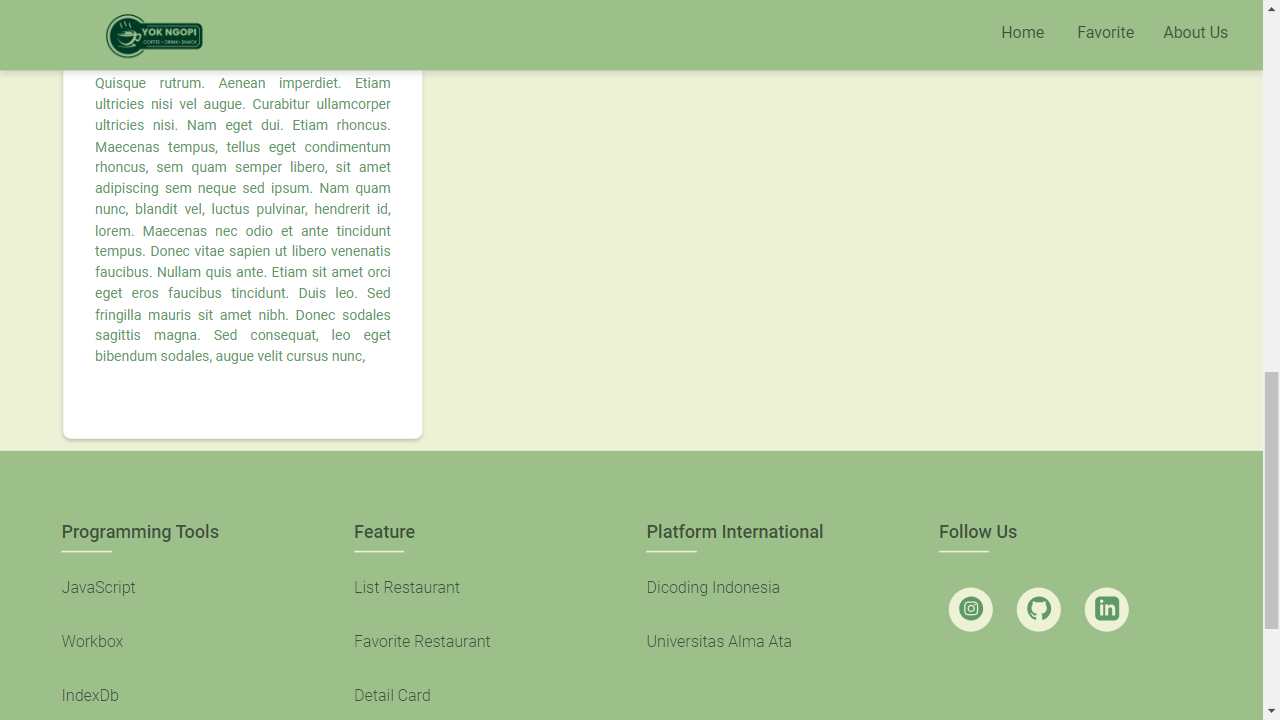 YOK NGOPI
COFFEE • DRINK • SNACK
Home
Favorite
About Us
Quisque rutrum. Aenean imperdiet. Etiam
ultricies nisi vel augue. Curabitur ullamcorper
ultricies nisi. Nam eget dui. Etiam rhoncus.
Maecenas tempus, tellus eget condimentum
rhoncus, sem quam semper libero, sit amet
adipiscing sem neque sed ipsum. Nam quam
nunc, blandit vel, luctus pulvinar, hendrerit id,
lorem. Maecenas nec odio et ante tincidunt
tempus. Donec vitae sapien ut libero venenatis
faucibus. Nullam quis ante. Etiam sit amet orci
eget eros faucibus tincidunt. Duis leo. Sed
fringilla mauris sit amet nibh. Donec sodales
sagittis magna. Sed consequat, leo eget
bibendum sodales, augue velit cursus nunc,
Programming Tools
JavaScript
Workbox
IndexDb
Feature
List Restaurant
Favorite Restaurant
Detail Card
Platform International
Dicoding Indonesia
Universitas Alma Ata
Follow Us